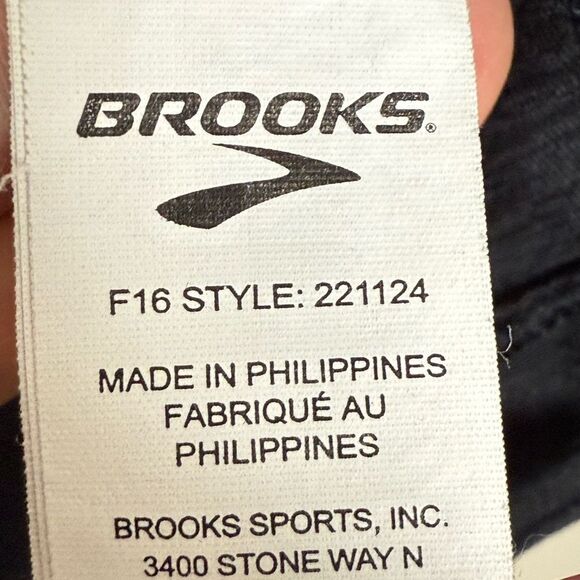 BROOKS®
F16 STYLE: 221124
MADE IN PHILIPPINES
FABRIQUÉ AU
PHILIPPINES
BROOKS SPORTS, INC.
3400 STONE WAY N